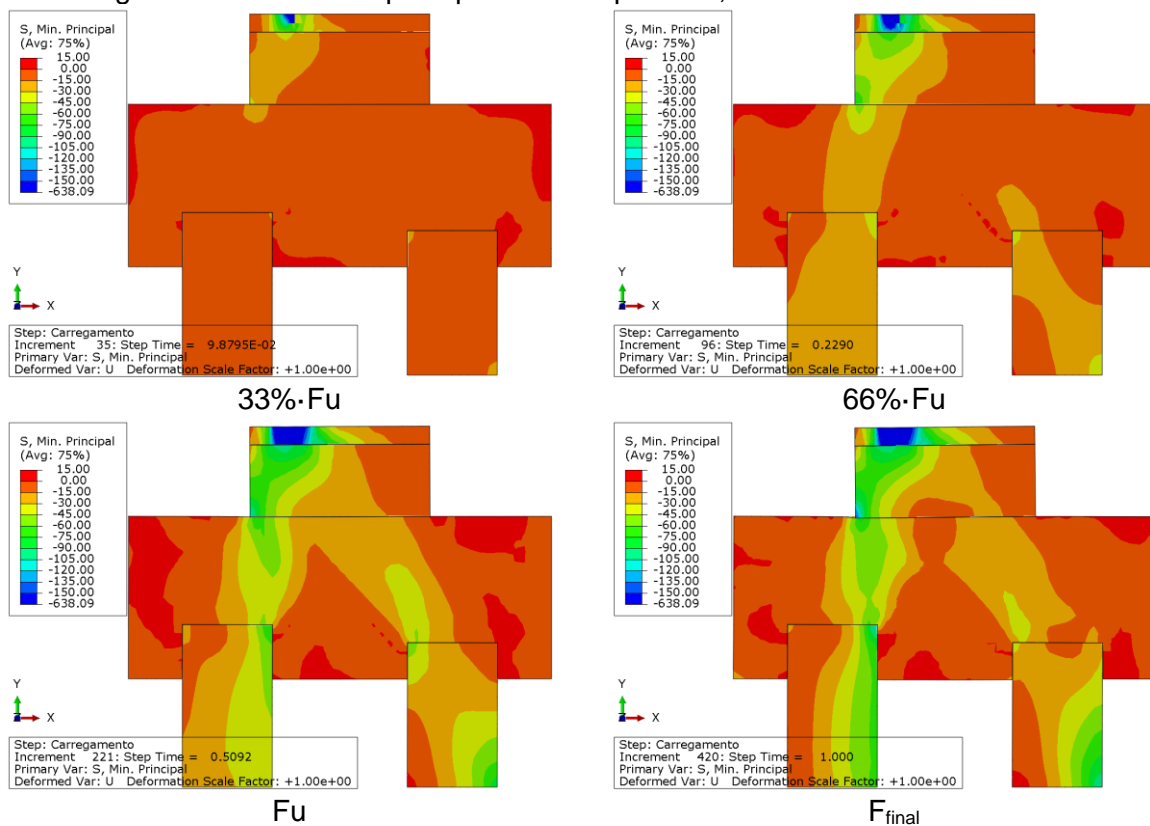 S, Min. Principal
(Avg: 75%)
15.00
0.00
-15.00
-30.00
-45.00
-60.00
-75.00
-90.00
-105.00
-120.00
-135.00
-150.00
-638.09
Y
Z
X
Step: Carregamento
Increment 35: Step Time = 9.8795E-02
Primary Var: S, Min. Principal
Deformed Var: U Deformation Scale Factor: +1.00e+00
33%·Fu
S, Min. Principal
(Avg: 75%)
15.00
0.00
-15.00
-30.00
-45.00
-60.00
-75.00
-90.00
-105.00
-120.00
-135.00
-150.00
-638.09
Y
Z
X
Step: Carregamento
Increment 96: Step Time = 0.2290
Primary Var: S, Min. Principal
Deformed Var: U Deformation Scale Factor: +1.00e+00
66%·Fu
S, Min. Principal
(Avg: 75%)
15.00
0.00
-15.00
-30.00
-45.00
-60.00
-75.00
-90.00
-105.00
-120.00
-135.00
-150.00
-638.09
Y
Z
X
Step: Carregamento
Increment 221: Step Time = 0.5092
Primary Var: S, Min. Principal
Deformed Var: U Deformation Scale Factor: +1.00e+00
Fu
S, Min. Principal
(Avg: 75%)
15.00
0.00
-15.00
-30.00
-45.00
-60.00
-75.00
-90.00
-105.00
-120.00
-135.00
-150.00
-638.09
Y
Z
X
Step: Carregamento
Increment 420: Step Time = 1.000
Primary Var: S, Min. Principal
Deformed Var: U Deformation Scale Factor: +1.00e+00
Ffinal